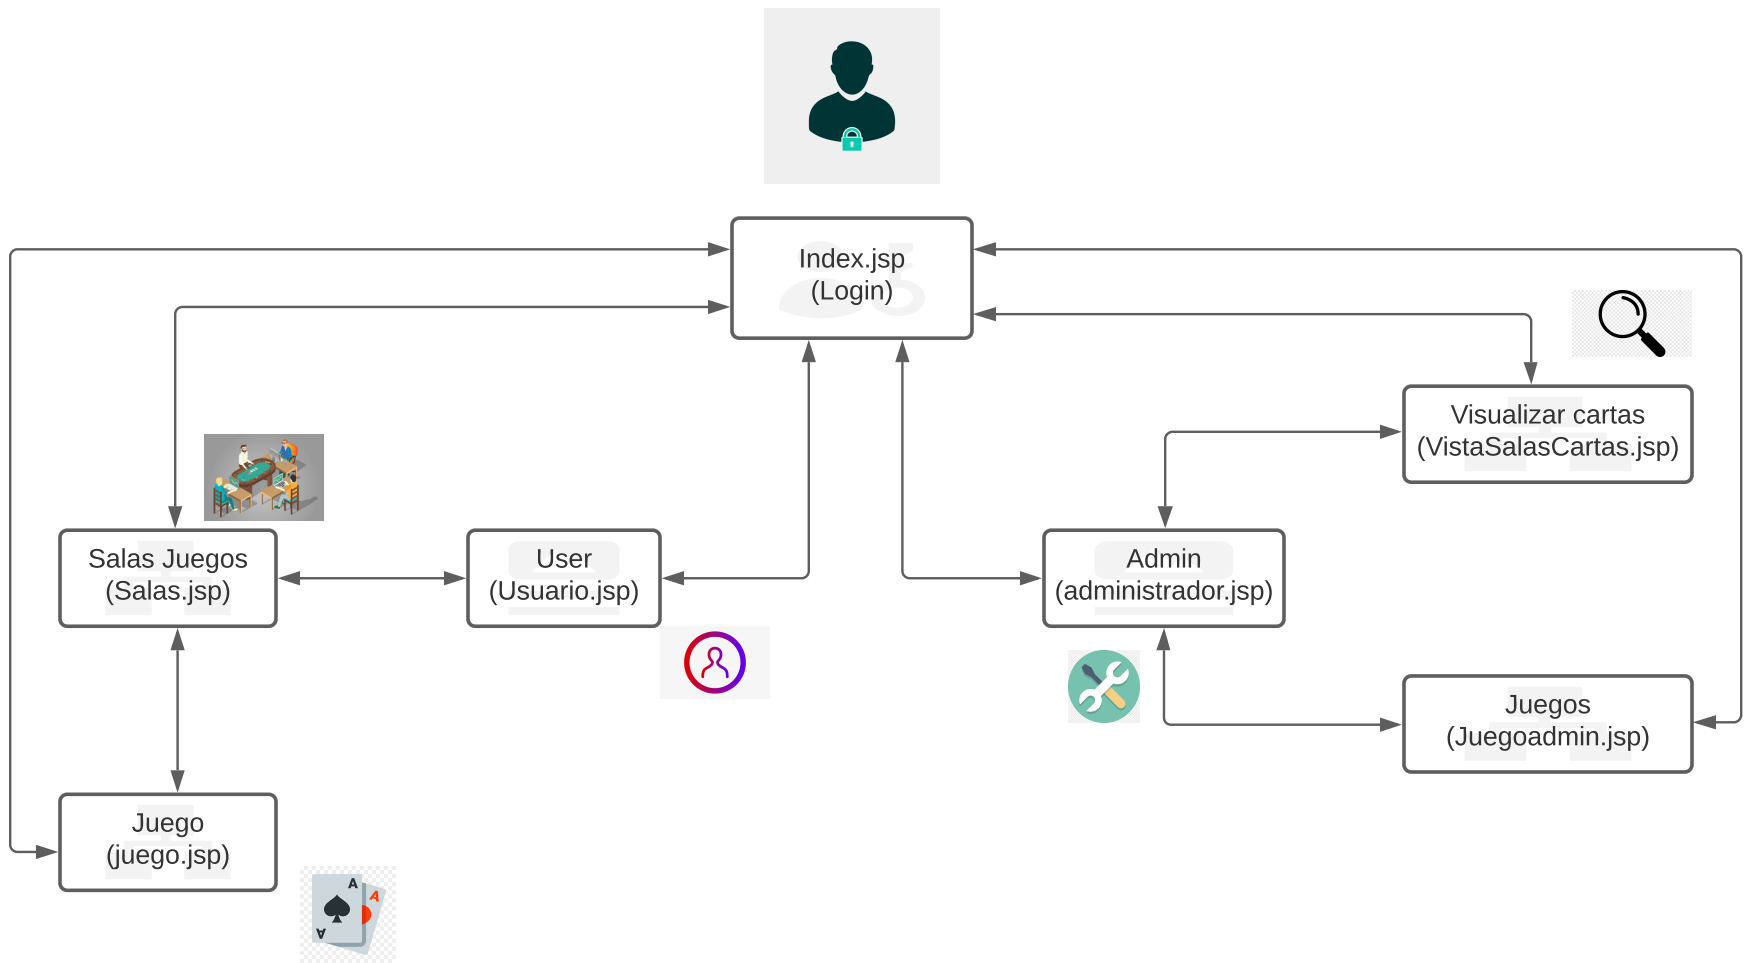 Index.jsp
(Login)
Visualizar cartas
(VistaSalasCartas.jsp)
Salas Juegos
(Salas.jsp)
User
(Usuario.jsp)
Admin
(administrador.jsp)
Juegos
(Juegoadmin.jsp)
Juego
(juego.jsp)
A
A
A